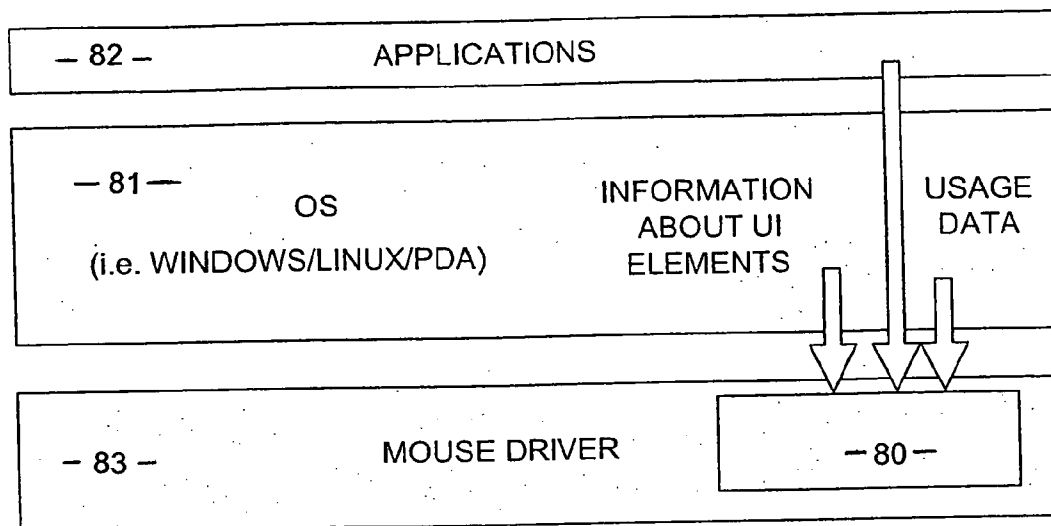 – 82 – APPLICATIONS
– 81 –
OS
(i.e. WINDOWS/LINUX/PDA)
INFORMATION
ABOUT UI
ELEMENTS
USAGE
DATA
– 83 – MOUSE DRIVER – 80 –